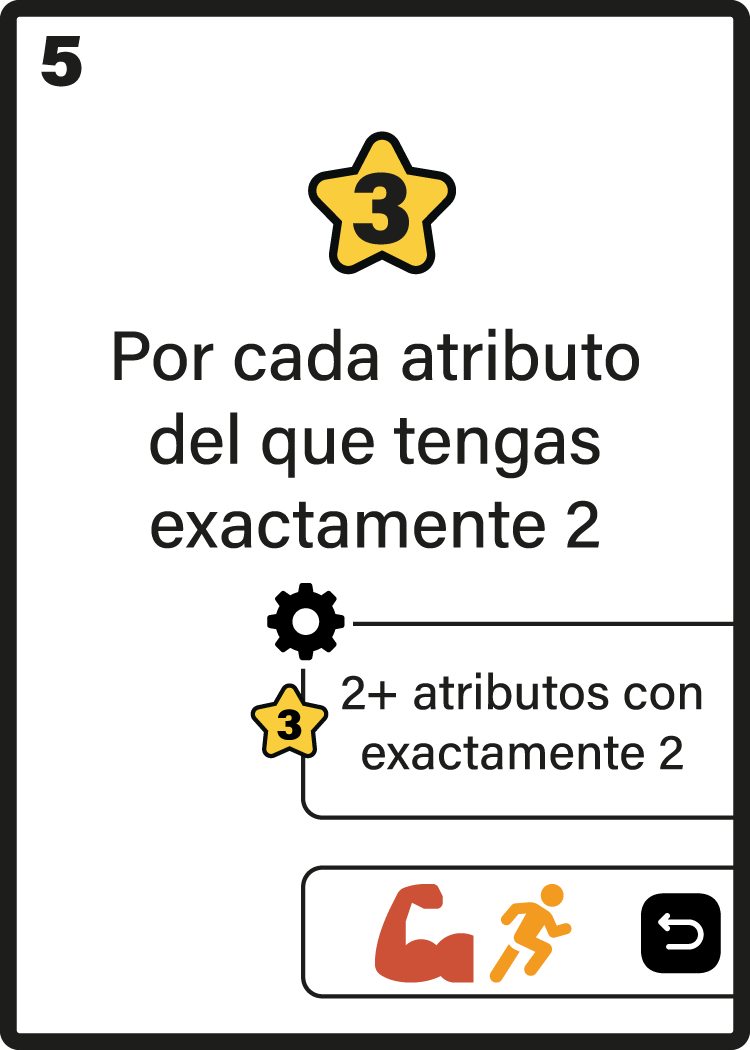 5
3
Por cada atributo
del que tengas
exactamente 2
2+ atributos con
3
exactamente 2